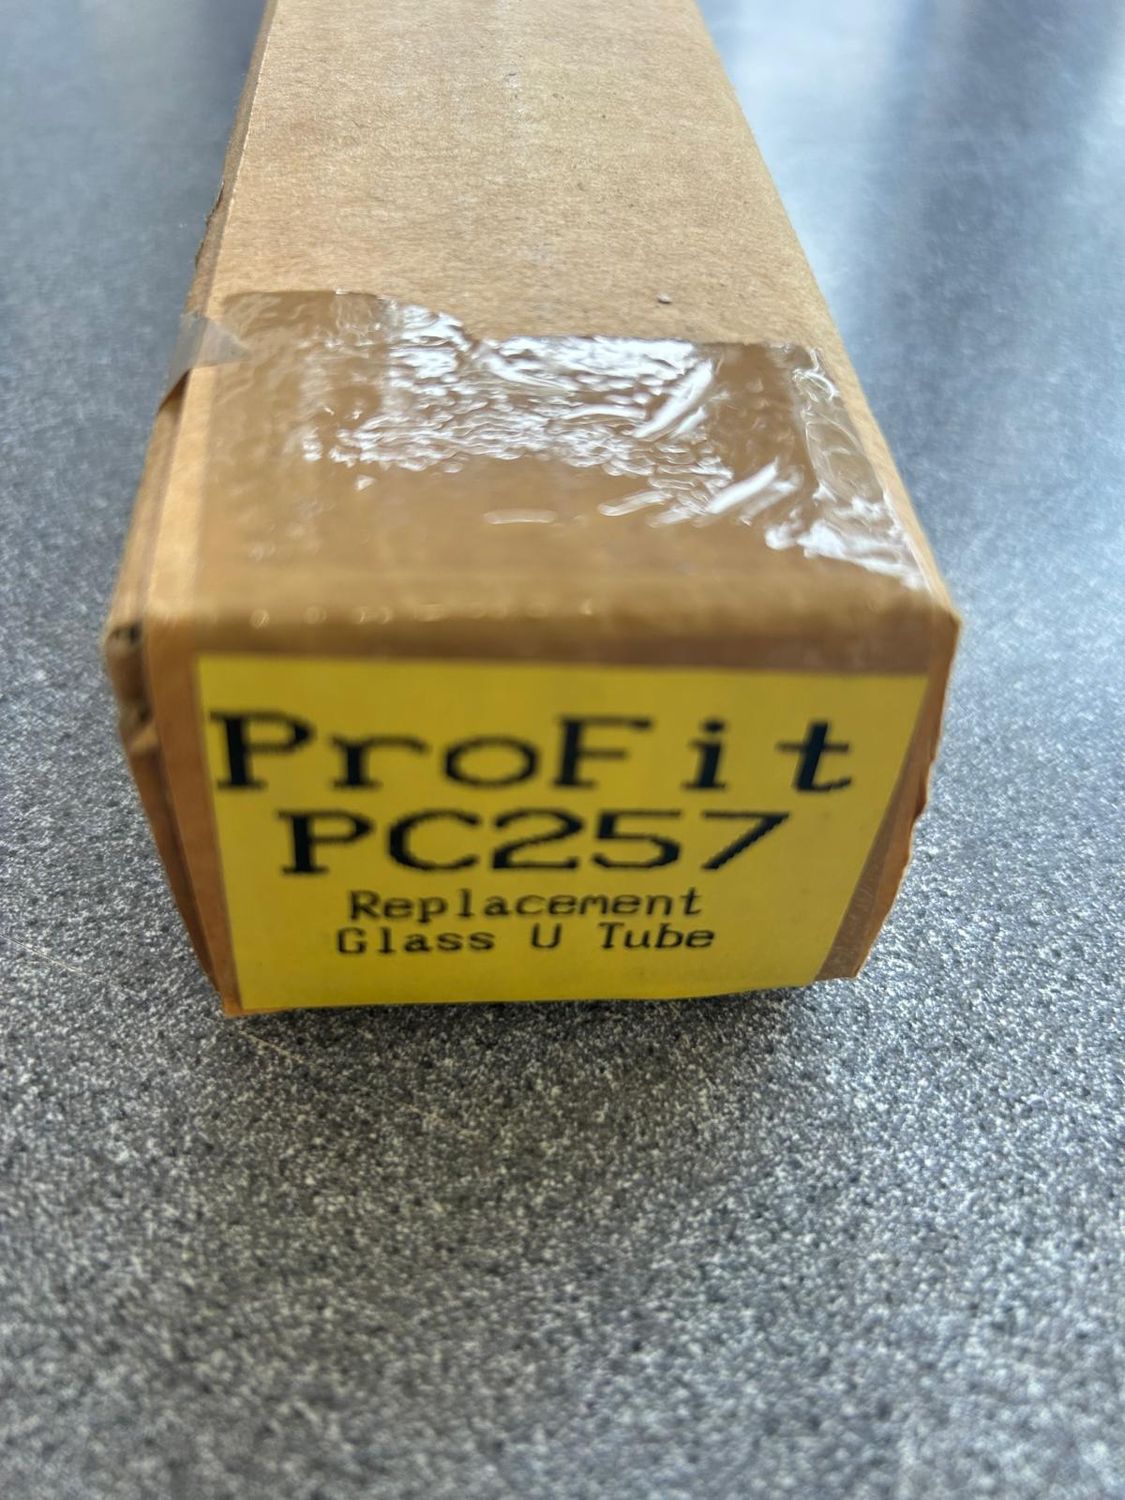 ProFit
PC257
Replacement
Glass U Tube